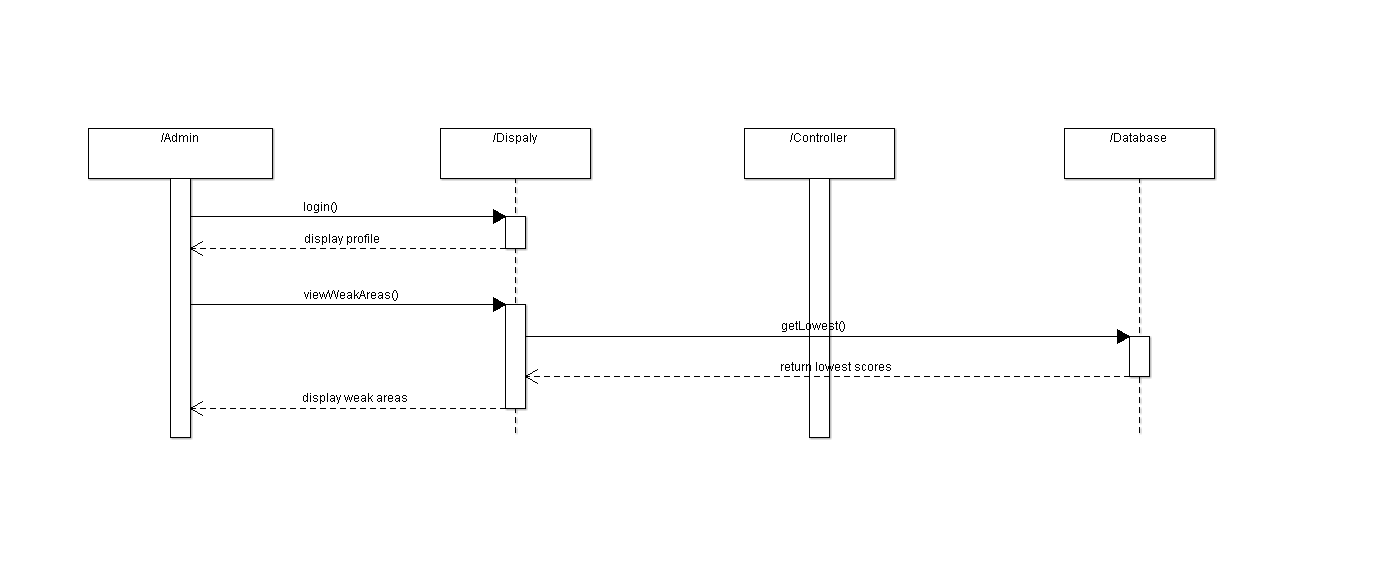 /Admin
/Dispaly
/Controller
/Database
login()
display profile
viewWeakAreas()
getLowest()
return lowest scores
display weak areas